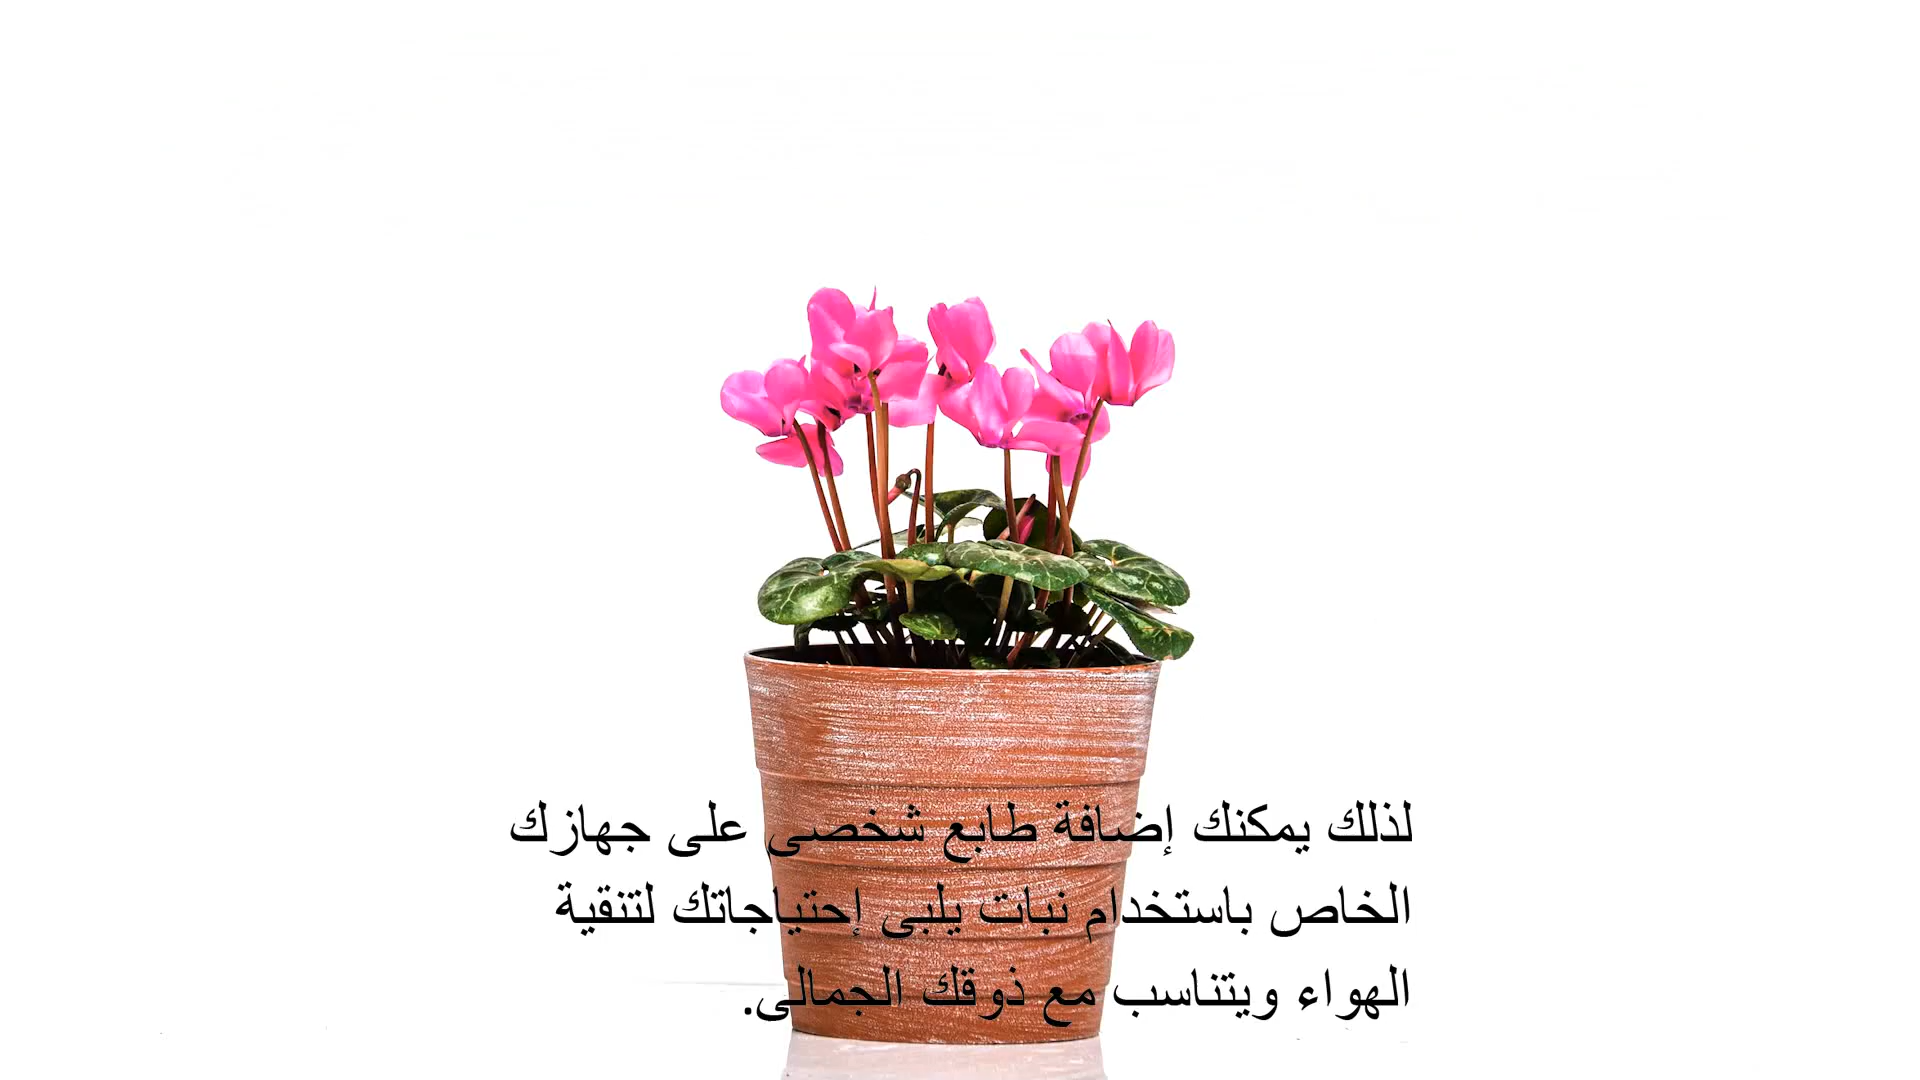 لذلك يمكنك إضافة طابع شخصى على جهازك
الخاص باستخدام نبات يلبى إحتياجاتك لتنقية
الهواء ويتناسب مع ذوقك الجمالى.